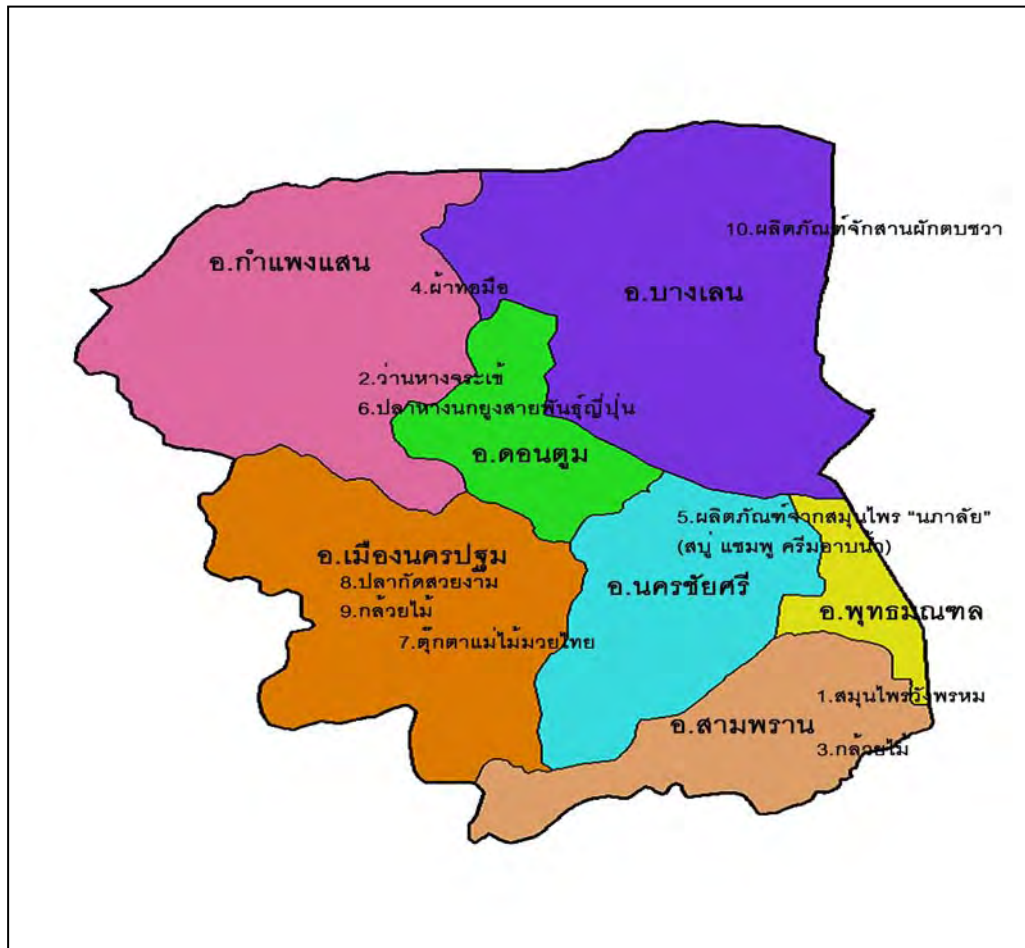 10.ผลิตภัณฑ์จักสานผักตบชวา
อ.กำแพงแสน
4.ผ้าทอมือ
อ.บางเลน
2.ว่านหางจระเข้
6.ปลาหางนกยูงสายพันธุ์ญี่ปุ่น
อ.ดอนตูม
5.ผลิตภัณฑ์จากสมุนไพร "นภาลัย"
(สบู่ แชมพู ครีมอาบน้ำ)
อ.เมืองนครปฐม
8.ปลากัดสวยงาม
9.กล้วยไม้
7.ตุ๊กตาแม่ไม้มวยไทย
อ.นครชัยศรี
อ.พุทธมณฑล
1.สมุนไพรวังพรหม
อ.สามพราน
3.กล้วยไม้